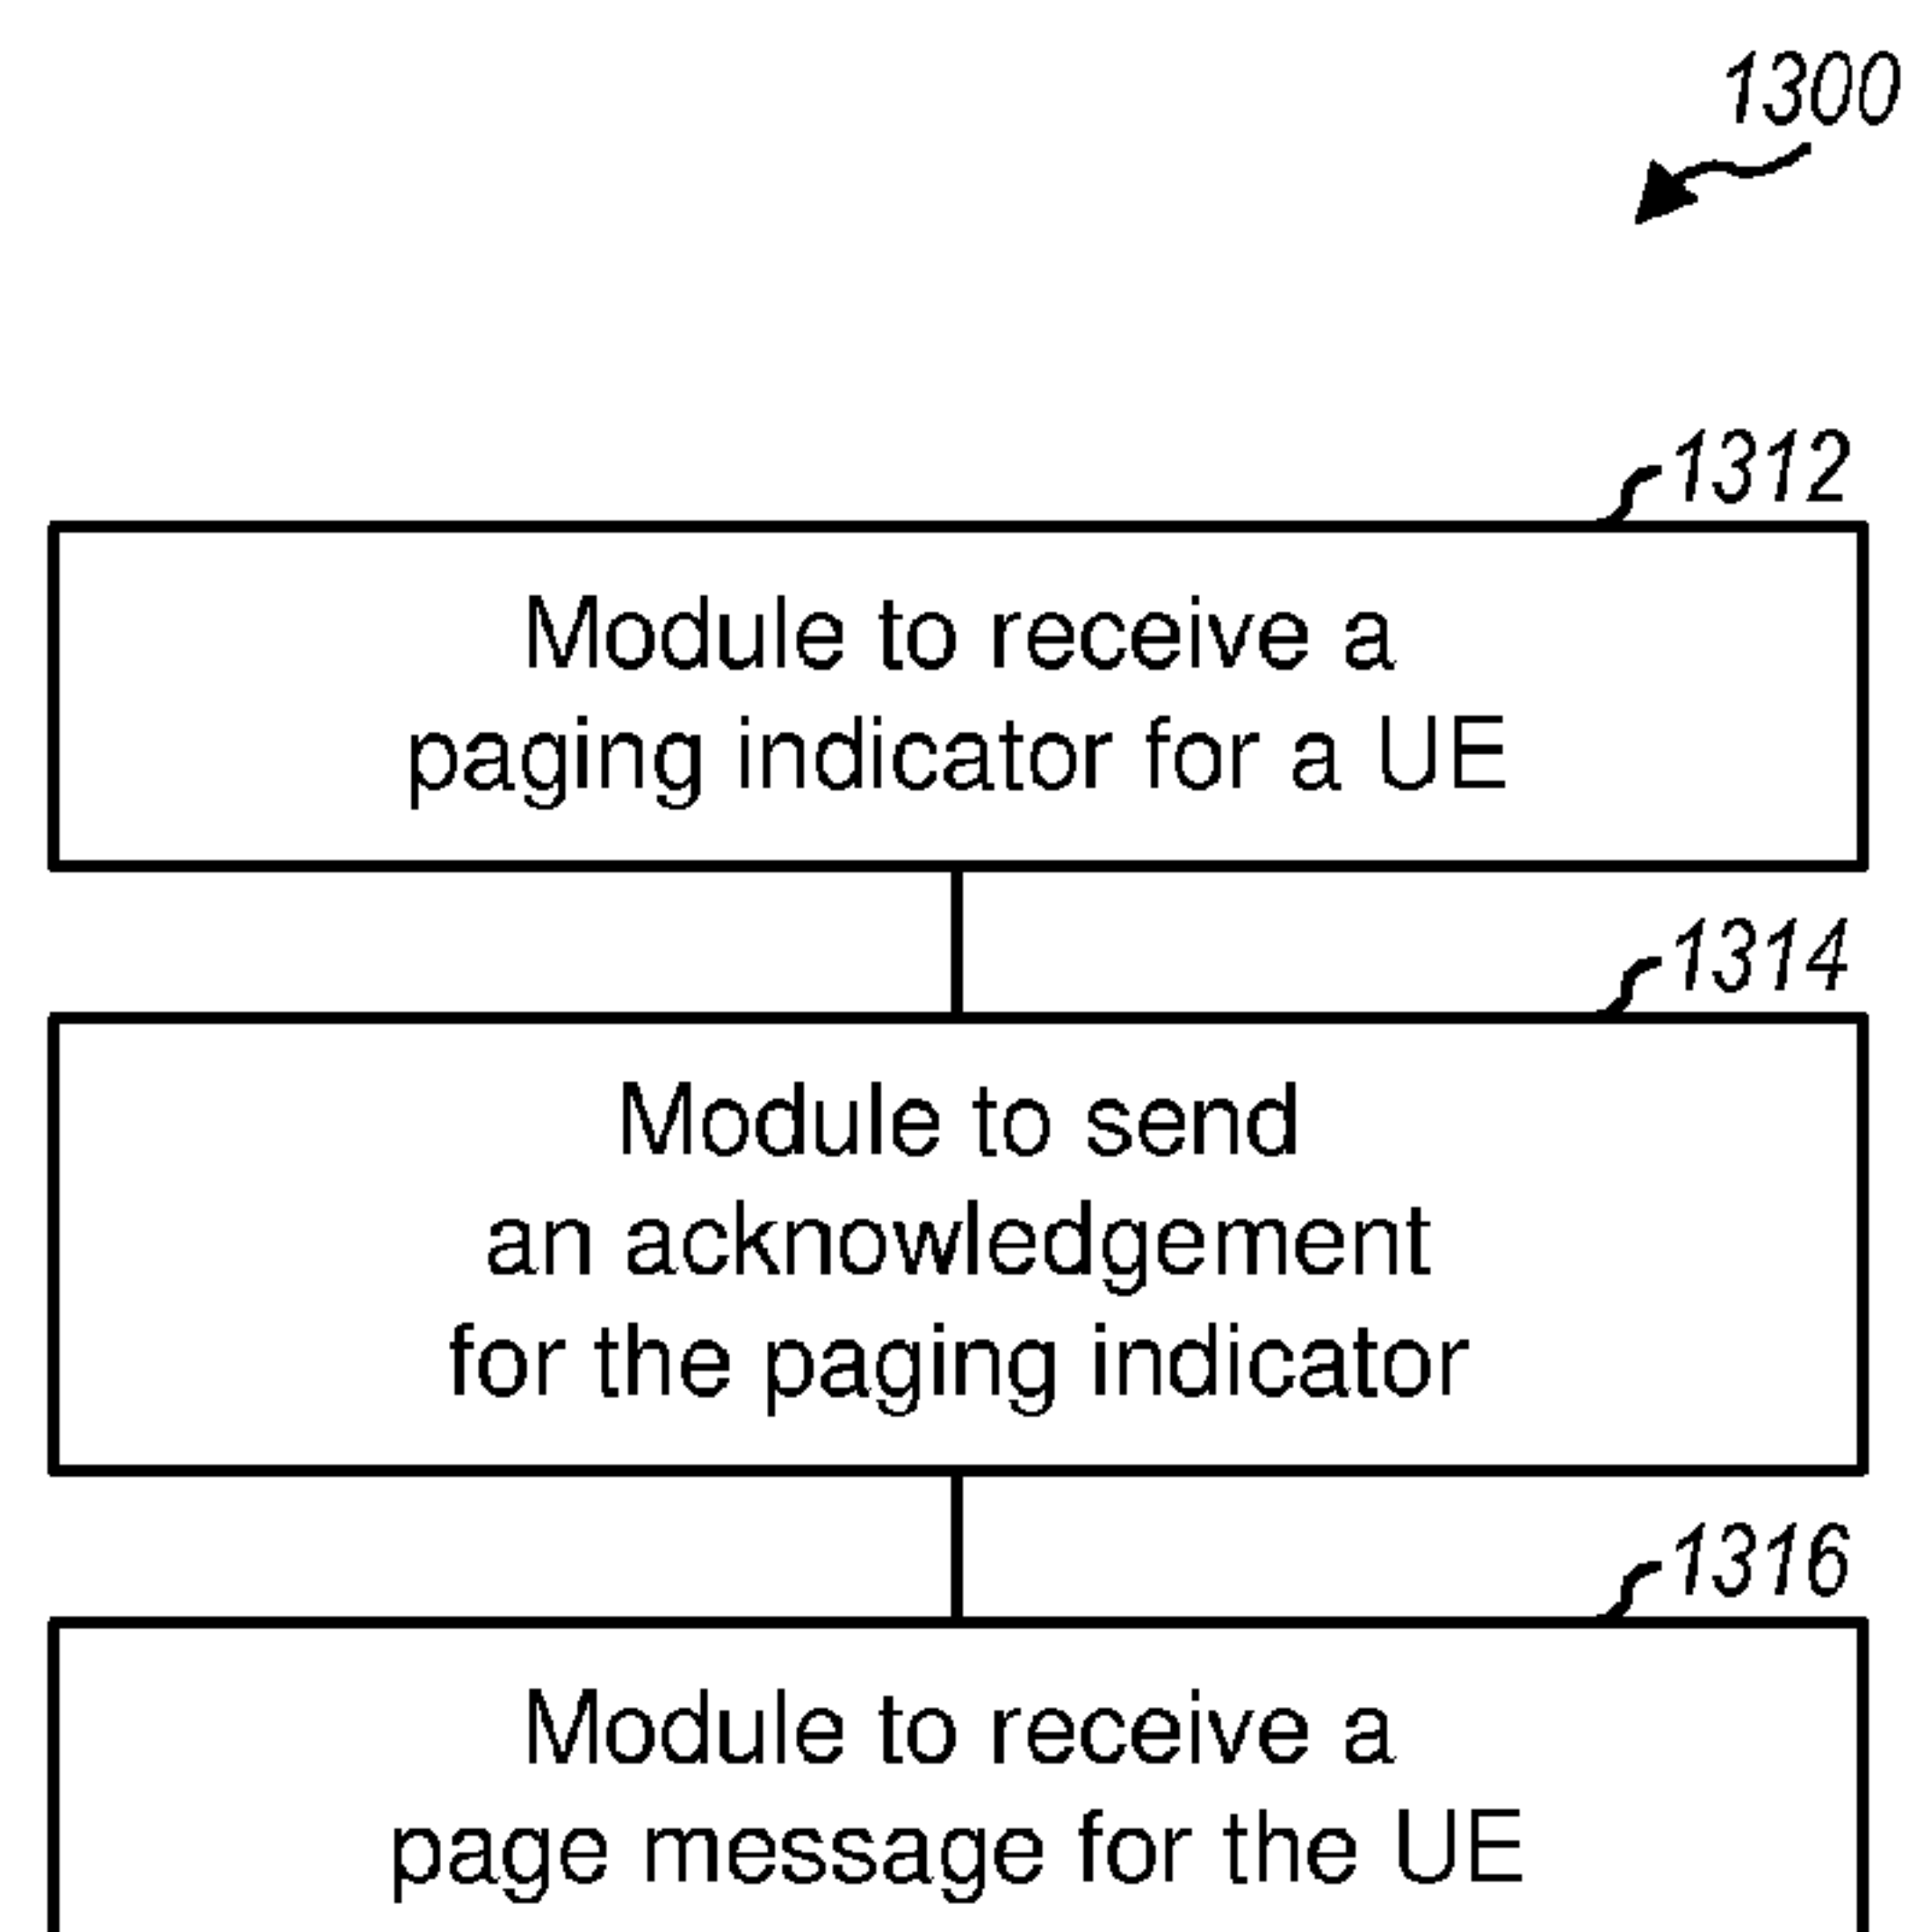 1300
1312
Module to receive a
paging indicator for a UE
1314
Module to send
an acknowledgement
for the paging indicator
1316
Module to receive a
page message for the UE